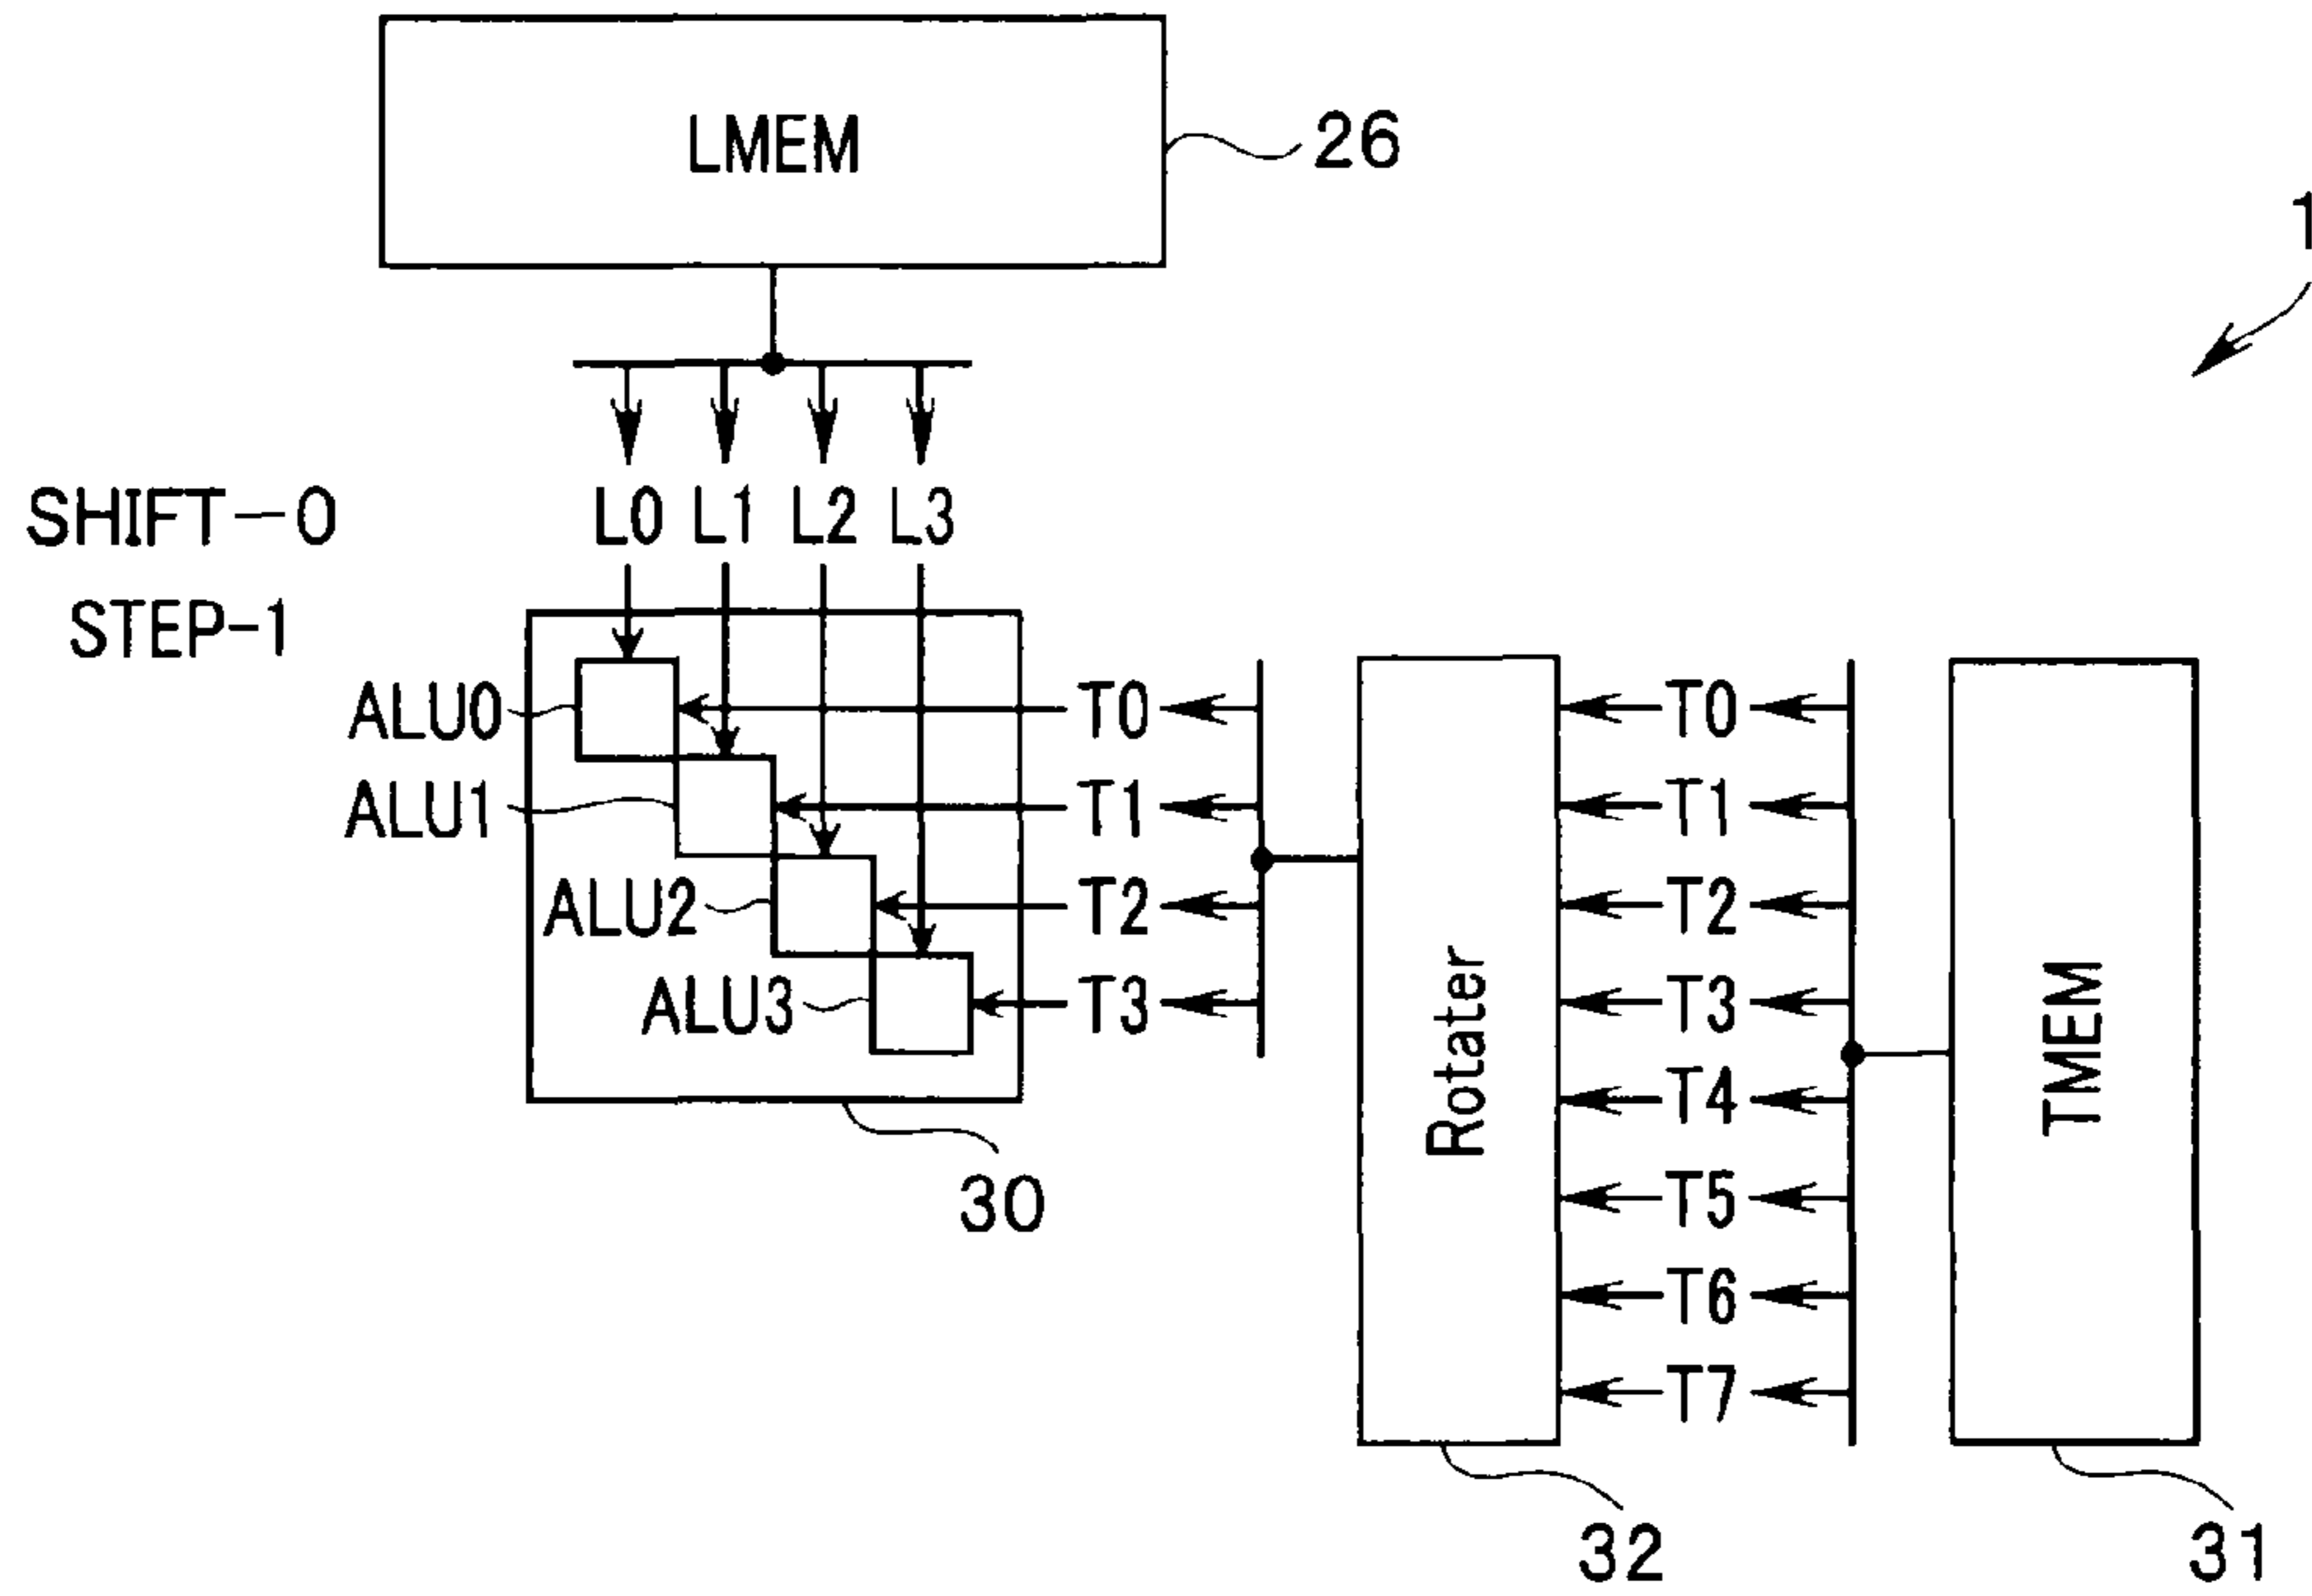 LMEM
26
1
L0 L1 L2 L3
SHIFT-0
STEP-1
ALU0
ALU1
ALU2
ALU3
T0
T1
T2
T3
30
Rotater
32
T0
T1
T2
T3
T4
T5
T6
T7
TMEM
31